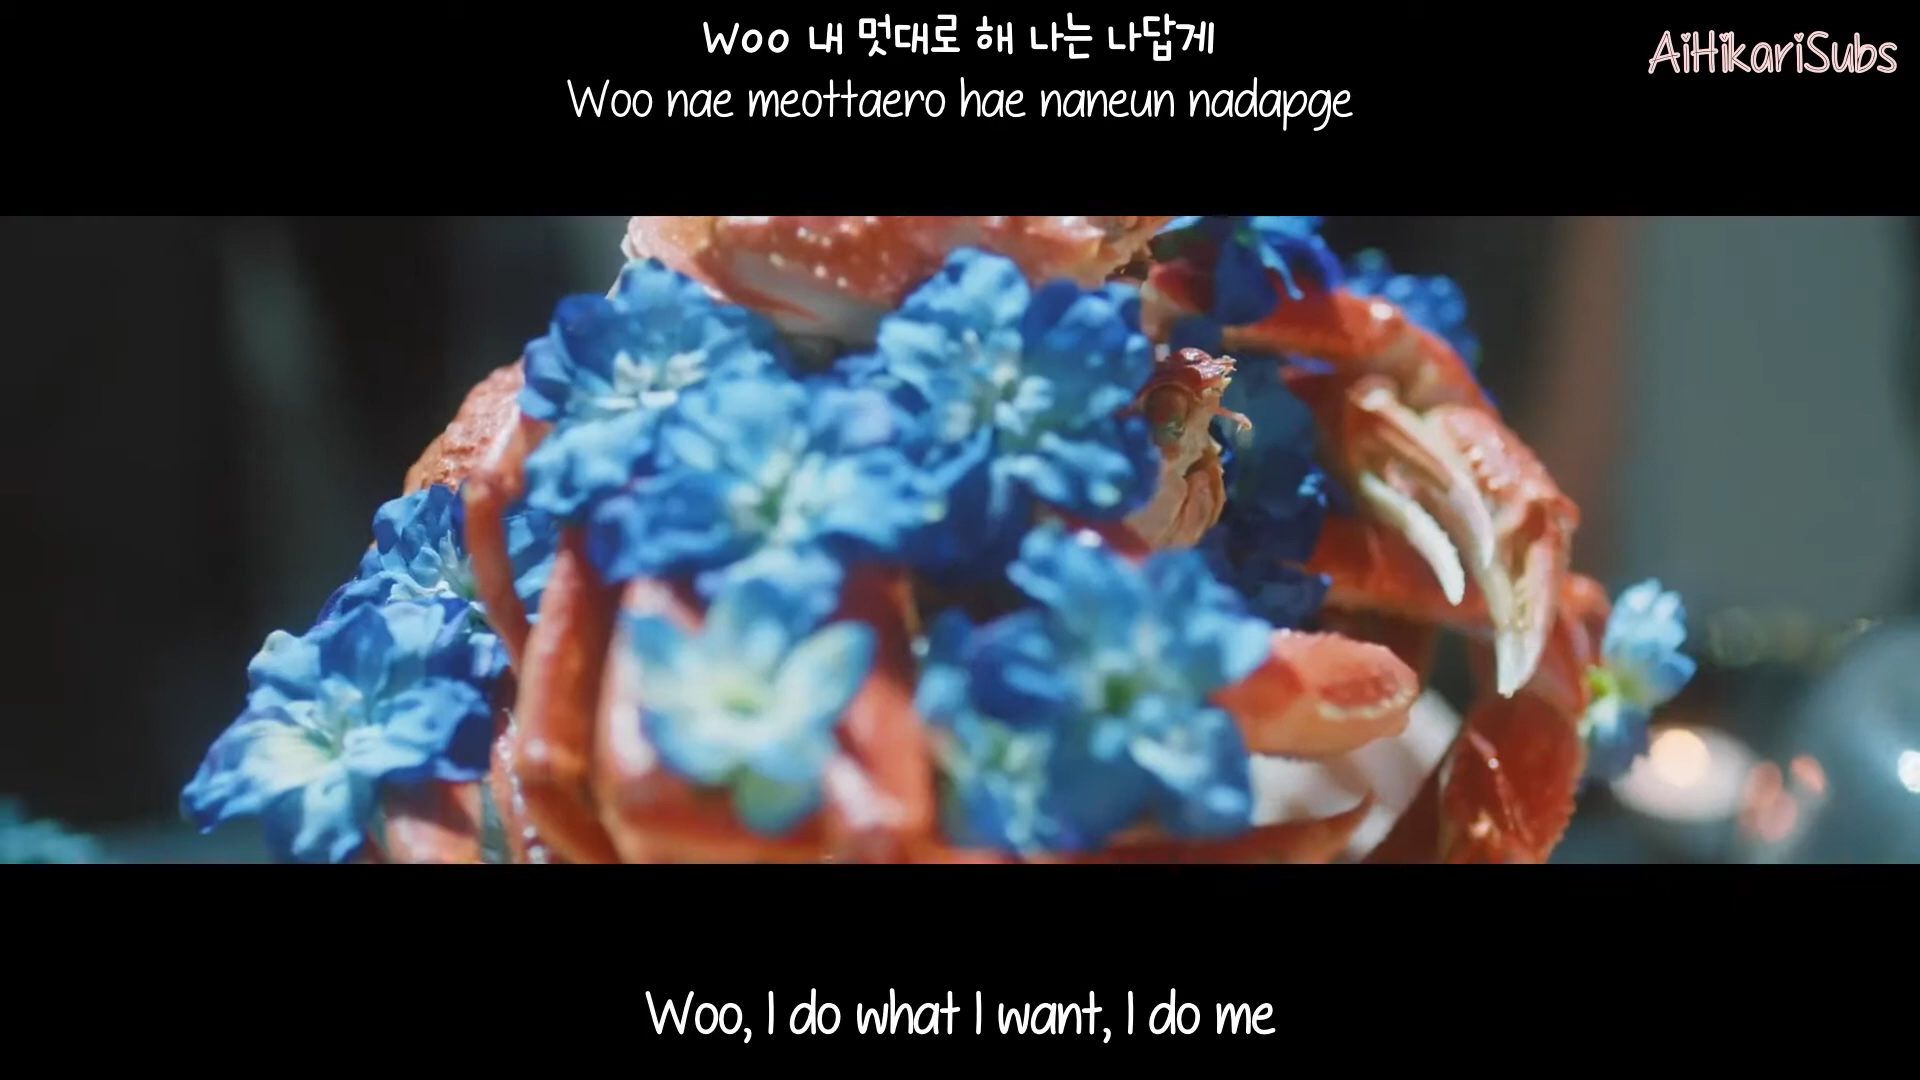 Woo 내 멋대로 해 나는 나답게
AiHikariSubs
Woo nae meottaero hae naneun nadapge
Woo, I do what I want, I do me